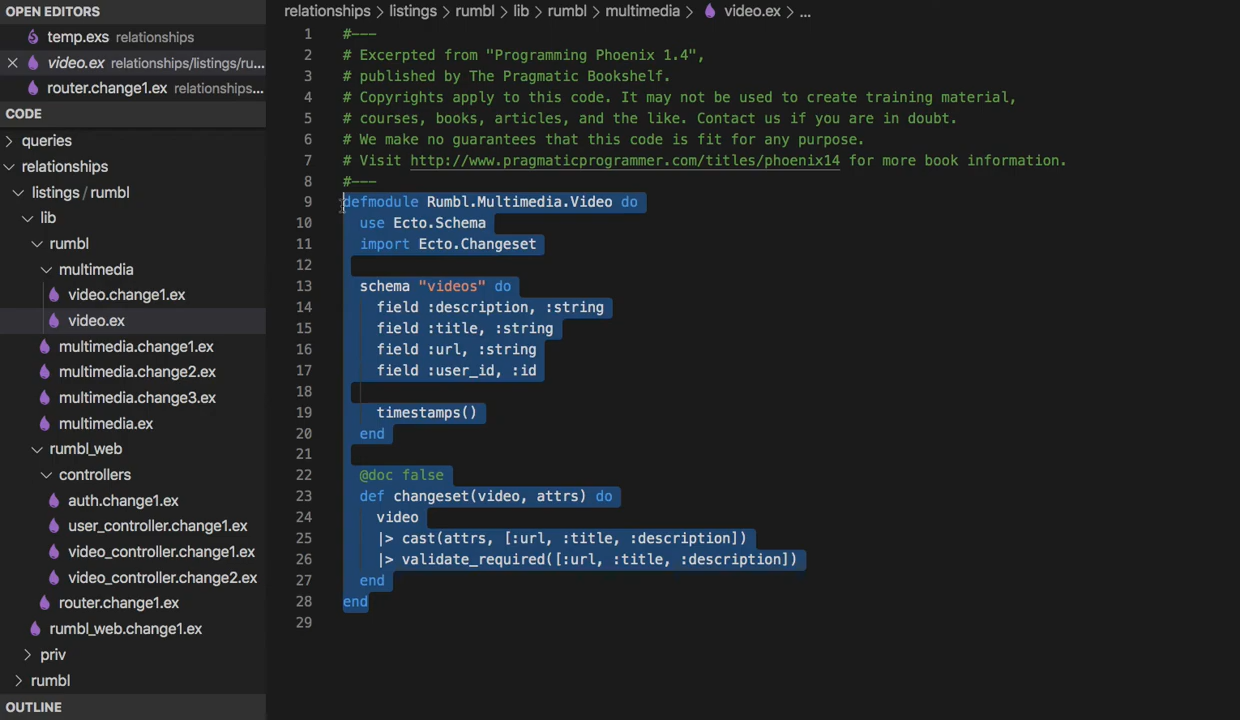 OPEN EDITORS
temp.exs relationships
video.ex relationships/listings/ru...
router.change1.ex relationships...
CODE
queries
relationships
listings / rumbl
lib
rumbl
multimedia
video.change1.ex
video.ex
multimedia.change1.ex
multimedia.change2.ex
multimedia.change3.ex
multimedia.ex
rumbl_web
controllers
auth.change1.ex
user_controller.change1.ex
video_controller.change1.ex
video_controller.change2.ex
router.change1.ex
rumbl_web.change1.ex
priv
rumbl
OUTLINE
relationships > listings > rumbl > lib > rumbl > multimedia > video.ex > ...
1 #---
2 # Excerpted from "Programming Phoenix 1.4",
3 # published by The Pragmatic Bookshelf.
4 # Copyrights apply to this code. It may not be used to create training material,
5 # courses, books, articles, and the like. Contact us if you are in doubt.
6 # We make no guarantees that this code is fit for any purpose.
7 # Visit http://www.pragmaticprogrammer.com/titles/phoenix14 for more book information.
8 #---
9 defmodule Rumbl.Multimedia.Video do
10 use Ecto.Schema
11 import Ecto.Changeset
12
13 schema "videos" do
14 field :description, :string
15 field :title, :string
16 field :url, :string
17 field :user_id, :id
18
19 timestamps()
20 end
21
22 @doc false
23 def changeset(video, attrs) do
24 video
25 |> cast(attrs, [:url, :title, :description])
26 |> validate_required([:url, :title, :description])
27 end
28 end
29